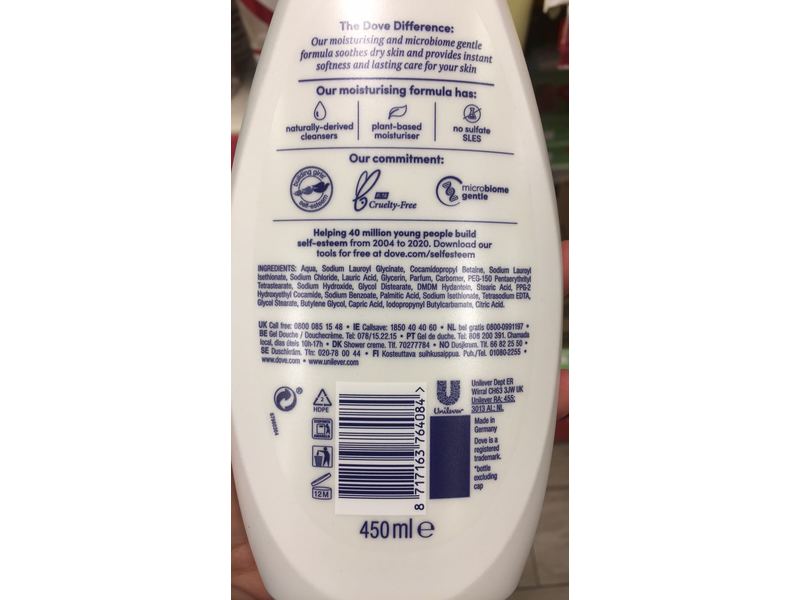 The Dove Difference:
Our moisturising and microbiome gentle
formula soothes dry skin and provides instant
softness and lasting care for your skin
Our moisturising formula has:
naturally-derived
cleansers
plant-based
moisturiser
no sulfate
SLES
Our commitment:
building girls'
self-esteem
PETA
Cruelty-Free
microbiome
gentle
Helping 40 million young people build
self-esteem from 2004 to 2020. Download our
tools for free at dove.com/selfesteem
INGREDIENTS: Aqua, Sodium Lauroyl Glycinate, Cocamidopropyl Betaine, Sodium Lauroyl
Isethionate, Sodium Chloride, Lauric Acid, Glycerin, Parfum, Carbomer, PEG-150 Pentaerythrityl
Tetrastearate, Sodium Hydroxide, Glycol Distearate, DMDM Hydantoin, Stearic Acid, PPG-2
Hydroxyethyl Cocamide, Sodium Benzoate, Palmitic Acid, Sodium Isethionate, Tetrasodium EDTA,
Glycol Stearate, Butylene Glycol, Capric Acid, Iodopropynyl Butylcarbamate, Citric Acid.
UK Call free: 0800 085 15 48 • IE Callsave: 1850 40 40 60 • NL bel gratis 0800-0991197 •
BE Gel Douche / Douchecrème. Tel: 078/15.22.15 • PT Gel de duche. Tel: 808 200 391. Chamada
local, dias úteis 10h-17h • DK Shower creme. Tlf. 70277784 • NO Dusjkrum. Tlf. 66 82 25 50 •
SE Duschkräm. Tfn: 020-78 00 44 • FI Kosteuttava suihkusaippua. Puh./Tel. 01080-2255 •
www.dove.com • www.unilever.com
2
HDPE
12M
8 717163 764084 >
Unilever
Unilever Dept ER
Wirral CH63 3JW UK
Unilever RA: 455;
3013 AL; NL
Made in
Germany
Dove is a
registered
trademark.
*bottle
excluding
cap
450 ml ℮